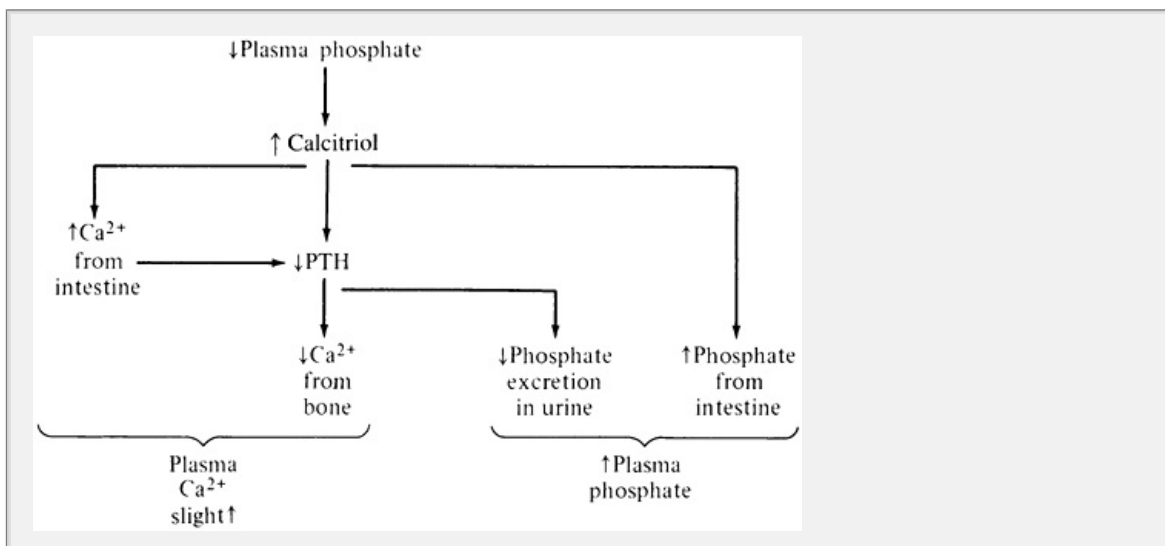 ↓Plasma phosphate
↑ Calcitriol
↑Ca²⁺
from
intestine
↓PTH
↓Ca²⁺
from
bone
↓Phosphate
excretion
in urine
↑Phosphate
from
intestine
Plasma
Ca²⁺
slight↑
↑Plasma
phosphate